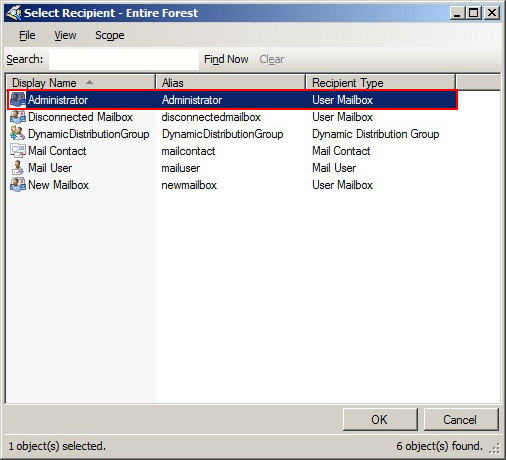 Select Recipient - Entire Forest
File View Scope
Search: Find Now Clear
Display Name Alias Recipient Type
Administrator Administrator User Mailbox
Disconnected Mailbox disconnectedmailbox User Mailbox
DynamicDistributionGroup DynamicDistributionGroup Dynamic Distribution Group
Mail Contact mailcontact Mail Contact
Mail User mailuser Mail User
New Mailbox newmailbox User Mailbox
OK Cancel
1 object(s) selected. 6 object(s) found.